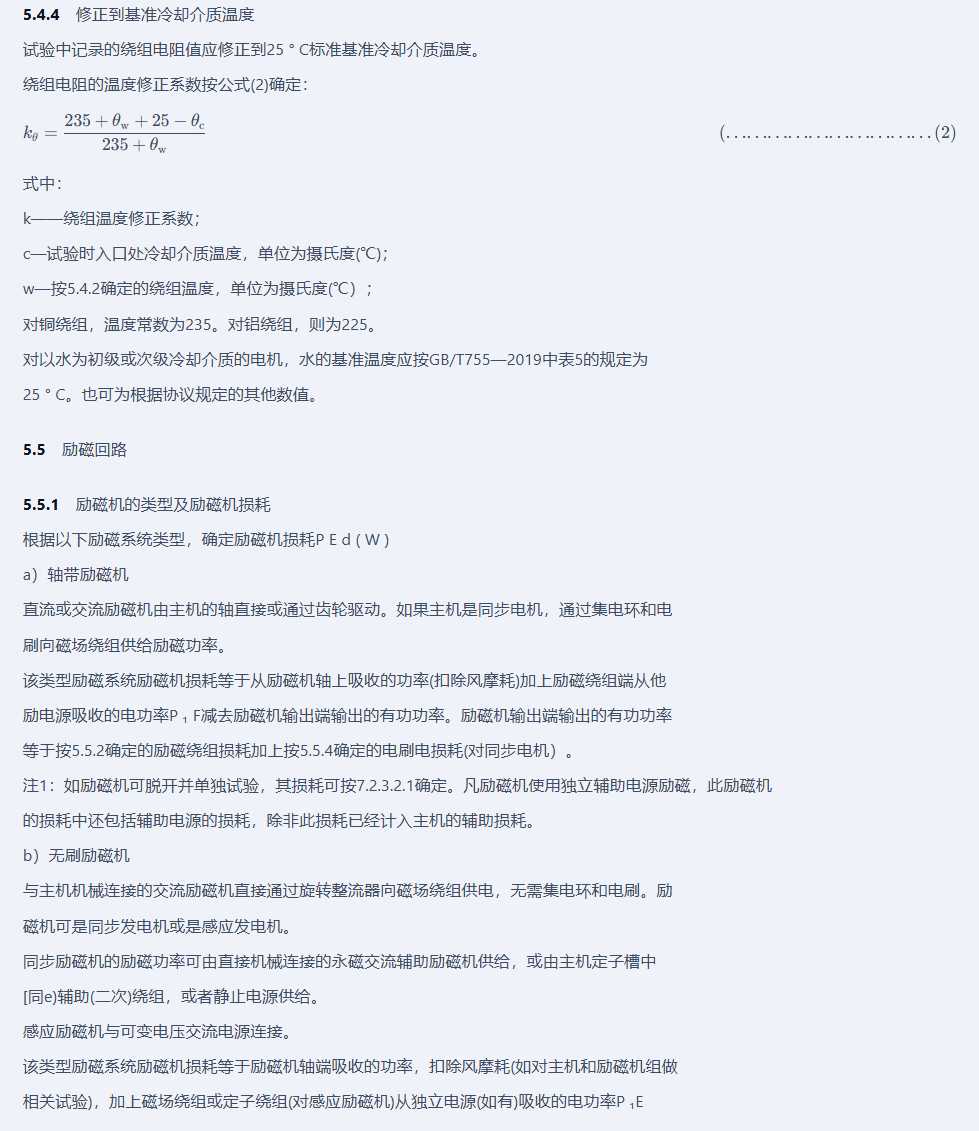 5.4.4 修正到基准冷却介质温度
试验中记录的绕组电阻值应修正到25 ° C标准基准冷却介质温度。
绕组电阻的温度修正系数按公式(2)确定：
k_θ = (235 + θ_w + 25 − θ_c) / (235 + θ_w) (…………………………(2)
式中：
k——绕组温度修正系数；
c—试验时入口处冷却介质温度，单位为摄氏度(℃)；
w—按5.4.2确定的绕组温度，单位为摄氏度(℃）；
对铜绕组，温度常数为235。对铝绕组，则为225。
对以水为初级或次级冷却介质的电机，水的基准温度应按GB/T755—2019中表5的规定为
25 ° C。也可为根据协议规定的其他数值。
5.5 励磁回路
5.5.1 励磁机的类型及励磁机损耗
根据以下励磁系统类型，确定励磁机损耗P E d ( W )
a）轴带励磁机
直流或交流励磁机由主机的轴直接或通过齿轮驱动。如果主机是同步电机，通过集电环和电
刷向磁场绕组供给励磁功率。
该类型励磁系统励磁机损耗等于从励磁机轴上吸收的功率(扣除风摩耗)加上励磁绕组端从他
励电源吸收的电功率P ₁ F减去励磁机输出端输出的有功功率。励磁机输出端输出的有功功率
等于按5.5.2确定的励磁绕组损耗加上按5.5.4确定的电刷电损耗(对同步电机）。
注1：如励磁机可脱开并单独试验，其损耗可按7.2.3.2.1确定。凡励磁机使用独立辅助电源励磁，此励磁机
的损耗中还包括辅助电源的损耗，除非此损耗已经计入主机的辅助损耗。
b）无刷励磁机
与主机机械连接的交流励磁机直接通过旋转整流器向磁场绕组供电，无需集电环和电刷。励
磁机可是同步发电机或是感应发电机。
同步励磁机的励磁功率可由直接机械连接的永磁交流辅助励磁机供给，或由主机定子槽中
[同e)辅助(二次)绕组，或者静止电源供给。
感应励磁机与可变电压交流电源连接。
该类型励磁系统励磁机损耗等于励磁机轴端吸收的功率，扣除风摩耗(如对主机和励磁机组做
相关试验)，加上磁场绕组或定子绕组(对感应励磁机)从独立电源(如有)吸收的电功率P ₁E